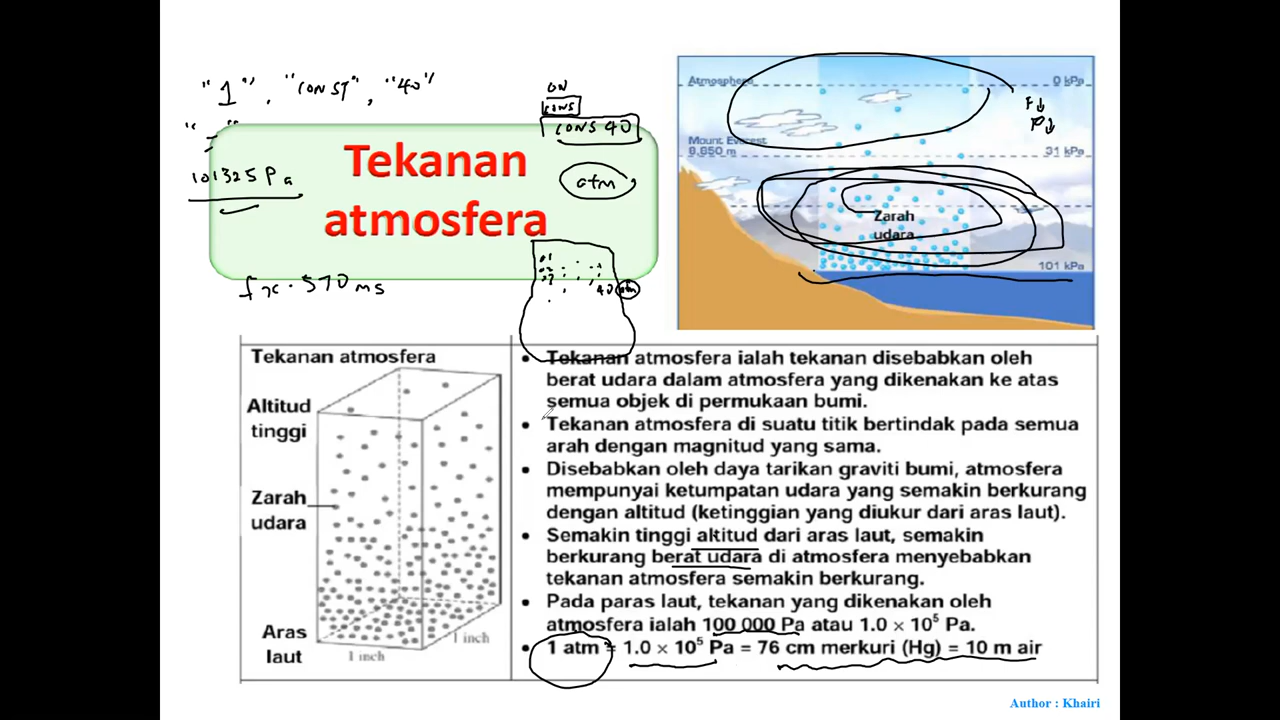 "1", "CONST", "40"
"="
101325 Pa
fx. 570 ms
ON
CONS
CONS 40
atm
Tekanan
atmosfera
01
02
03
40 atm
Atmosphere
0 kPa
F↓
P↓
Mount Everest
8,850 m
31 kPa
Zarah
udara
101 kPa
Tekanan atmosfera
Altitud
tinggi
Zarah
udara
Aras
laut
1 inch
1 inch
• Tekanan atmosfera ialah tekanan disebabkan oleh
berat udara dalam atmosfera yang dikenakan ke atas
semua objek di permukaan bumi.
• Tekanan atmosfera di suatu titik bertindak pada semua
arah dengan magnitud yang sama.
• Disebabkan oleh daya tarikan graviti bumi, atmosfera
mempunyai ketumpatan udara yang semakin berkurang
dengan altitud (ketinggian yang diukur dari aras laut).
• Semakin tinggi altitud dari aras laut, semakin
berkurang berat udara di atmosfera menyebabkan
tekanan atmosfera semakin berkurang.
• Pada paras laut, tekanan yang dikenakan oleh
atmosfera ialah 100 000 Pa atau 1.0 × 10⁵ Pa.
• 1 atm = 1.0 × 10⁵ Pa = 76 cm merkuri (Hg) = 10 m air
Author : Khairi